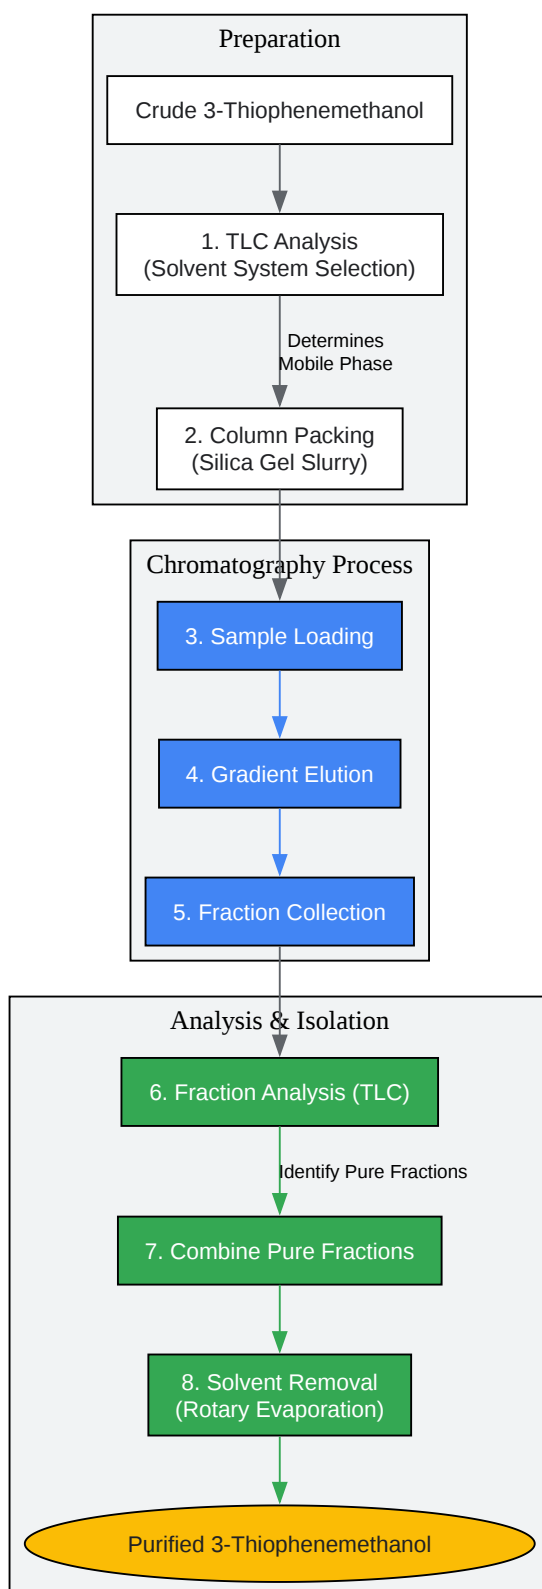 Preparation
Crude 3-Thiophenemethanol
1. TLC Analysis
(Solvent System Selection)
Determines
Mobile Phase
2. Column Packing
(Silica Gel Slurry)
Chromatography Process
3. Sample Loading
4. Gradient Elution
5. Fraction Collection
Analysis & Isolation
6. Fraction Analysis (TLC)
Identify Pure Fractions
7. Combine Pure Fractions
8. Solvent Removal
(Rotary Evaporation)
Purified 3-Thiophenemethanol